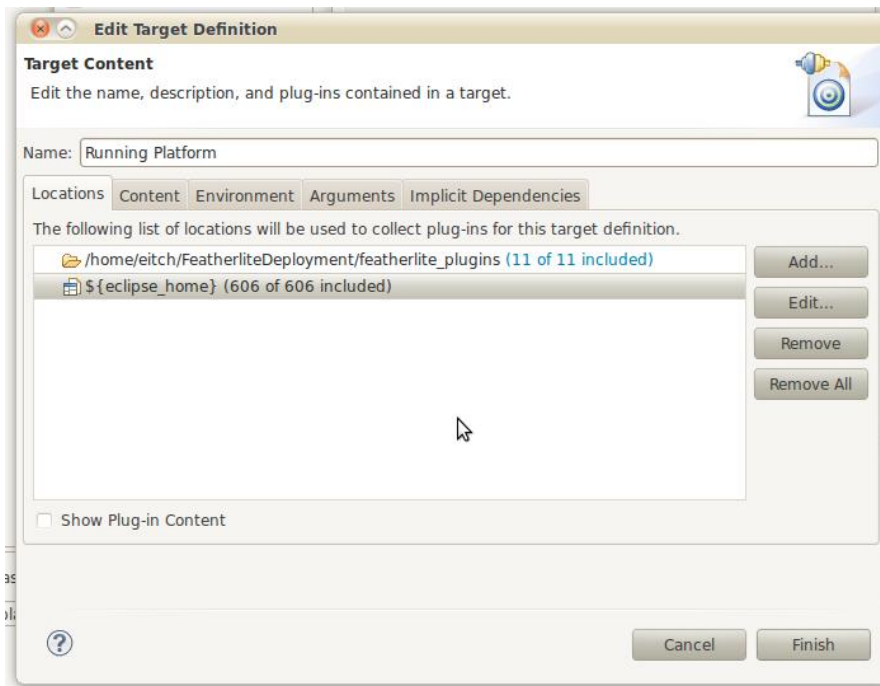 Edit Target Definition
Target Content
Edit the name, description, and plug-ins contained in a target.
Name: Running Platform
Locations Content Environment Arguments Implicit Dependencies
The following list of locations will be used to collect plug-ins for this target definition.
/home/eitch/FeatherliteDeployment/featherlite_plugins (11 of 11 included)
Add...
${eclipse_home} (606 of 606 included)
Edit...
Remove
Remove All
Show Plug-in Content
as
Cancel Finish